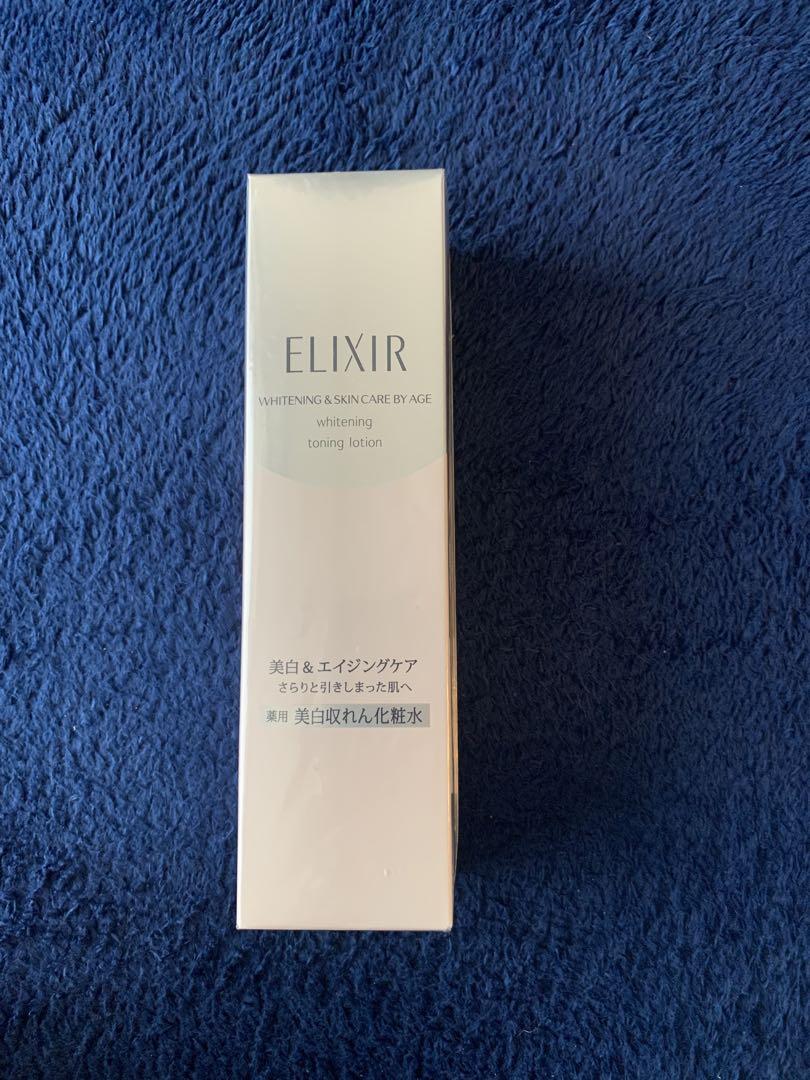 ELIXIR
WHITENING & SKIN CARE BY AGE
whitening
toning lotion
美白&エイジングケア
さらりと引きしまった肌へ
薬用 美白収れん化粧水